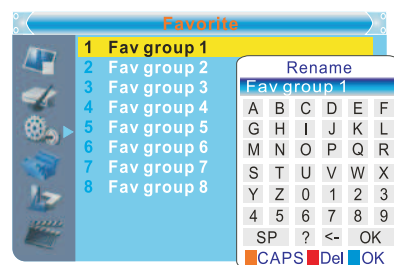 Favorite
1 Fav group 1
2 Fav group 2
3 Fav group 3
4 Fav group 4
5 Fav group 5
6 Fav group 6
7 Fav group 7
8 Fav group 8
Rename
Fav group 1
A B C D E F
G H I J K L
M N O P Q R
S T U V W X
Y Z 0 1 2 3
4 5 6 7 8 9
SP ? <- OK
CAPS Del OK